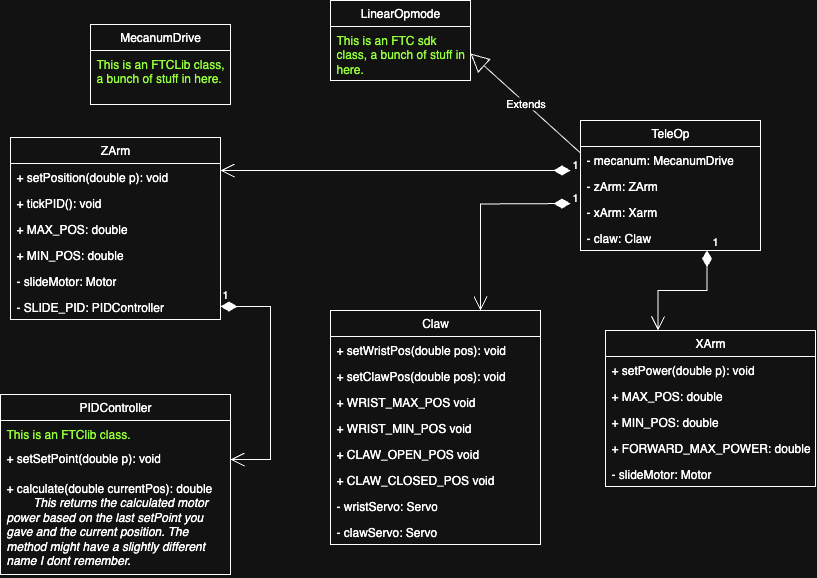 LinearOpmode
This is an FTC sdk
class, a bunch of stuff in
here.
MecanumDrive
This is an FTCLib class,
a bunch of stuff in here.
Extends
TeleOp
- mecanum: MecanumDrive
- zArm: ZArm
- xArm: Xarm
- claw: Claw
1
1
1
ZArm
+ setPosition(double p): void
+ tickPID(): void
+ MAX_POS: double
+ MIN_POS: double
- slideMotor: Motor
- SLIDE_PID: PIDController
1
Claw
+ setWristPos(double pos): void
+ setClawPos(double pos): void
+ WRIST_MAX_POS void
+ WRIST_MIN_POS void
+ CLAW_OPEN_POS void
+ CLAW_CLOSED_POS void
- wristServo: Servo
- clawServo: Servo
XArm
+ setPower(double p): void
+ MAX_POS: double
+ MIN_POS: double
+ FORWARD_MAX_POWER: double
- slideMotor: Motor
PIDController
This is an FTClib class.
+ setSetPoint(double p): void
+ calculate(double currentPos): double
This returns the calculated motor
power based on the last setPoint you
gave and the current position. The
method might have a slightly different
name I dont remember.